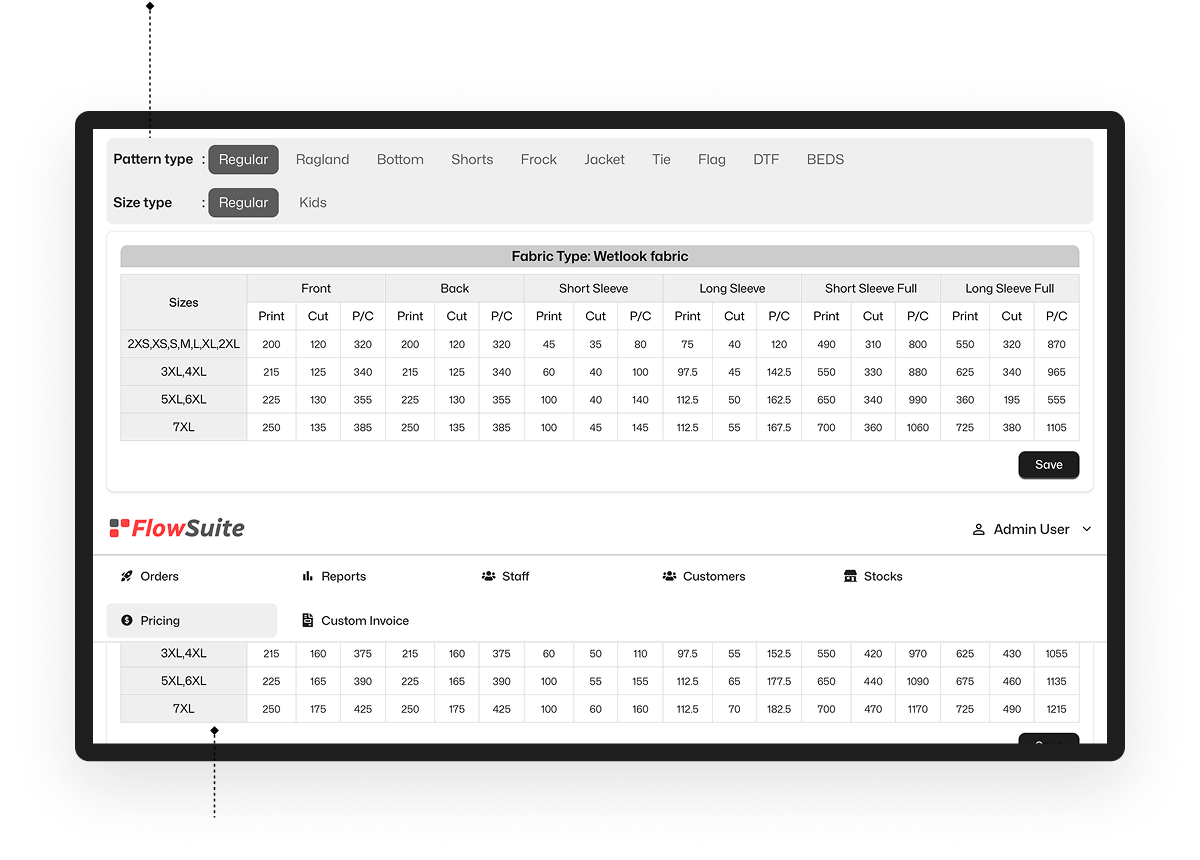 Pattern type : Regular Ragland Bottom Shorts Frock Jacket Tie Flag DTF BEDS
Size type : Regular Kids
Fabric Type: Wetlook fabric
Sizes Front Back Short Sleeve Long Sleeve Short Sleeve Full Long Sleeve Full
Print Cut P/C Print Cut P/C Print Cut P/C Print Cut P/C Print Cut P/C Print Cut P/C
2XS,XS,S,M,L,XL,2XL 200 120 320 200 120 320 45 35 80 75 40 120 490 310 800 550 320 870
3XL,4XL 215 125 340 215 125 340 60 40 100 97.5 45 142.5 550 330 880 625 340 965
5XL,6XL 225 130 355 225 130 355 100 40 140 112.5 50 162.5 650 340 990 360 195 555
7XL 250 135 385 250 135 385 100 45 145 112.5 55 167.5 700 360 1060 725 380 1105
Save
FlowSuite Admin User
Orders Reports Staff Customers Stocks
Pricing Custom Invoice
3XL,4XL 215 160 375 215 160 375 60 50 110 97.5 55 152.5 550 420 970 625 430 1055
5XL,6XL 225 165 390 225 165 390 100 55 155 112.5 65 177.5 650 440 1090 675 460 1135
7XL 250 175 425 250 175 425 100 60 160 112.5 70 182.5 700 470 1170 725 490 1215